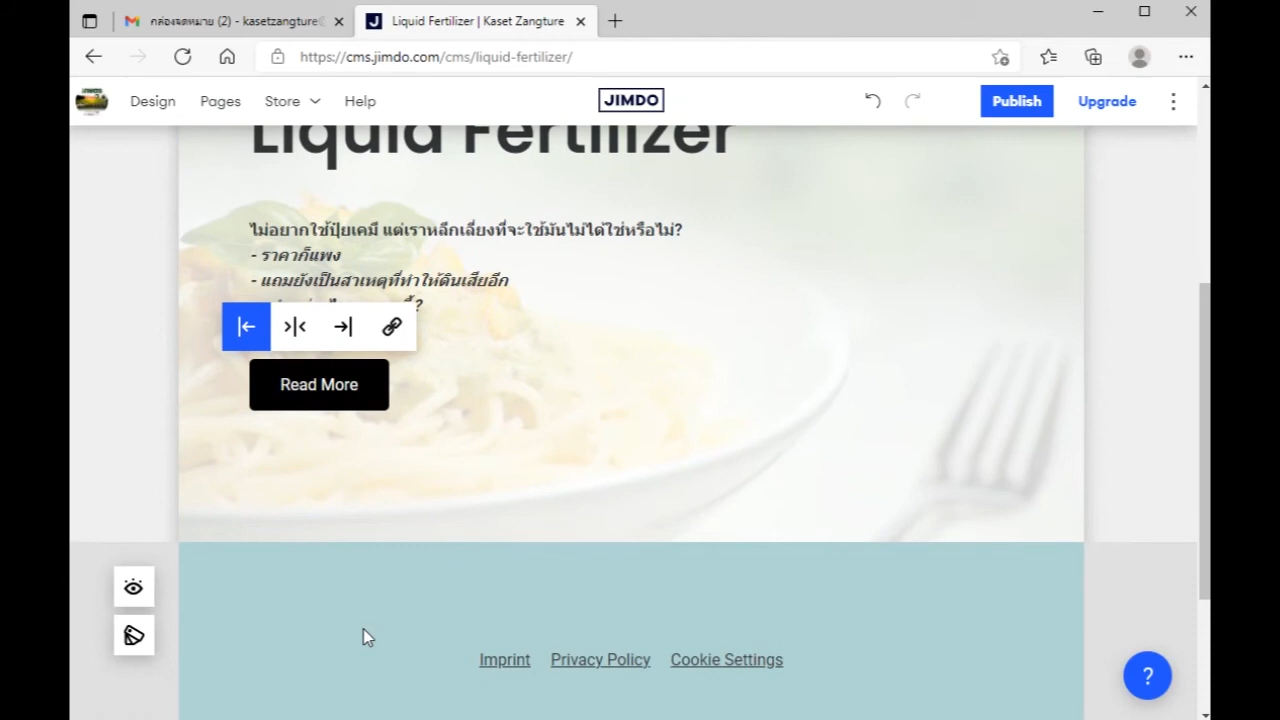 กล่องจดหมาย (2) - kasetzangture
Liquid Fertilizer | Kaset Zangture
https://cms.jimdo.com/cms/liquid-fertilizer/
Design
Pages
Store
Help
JIMDO
Publish
Upgrade
Liquid Fertilizer
ไม่อยากใช้ปุ๋ยเคมี แต่เราหลีกเลี่ยงที่จะใช้มันไม่ได้ใช่หรือไม่?
- ราคาก็แพง
- แถมยังเป็นสาเหตุที่ทำให้ดินเสียอีก
Read More
Imprint
Privacy Policy
Cookie Settings
?